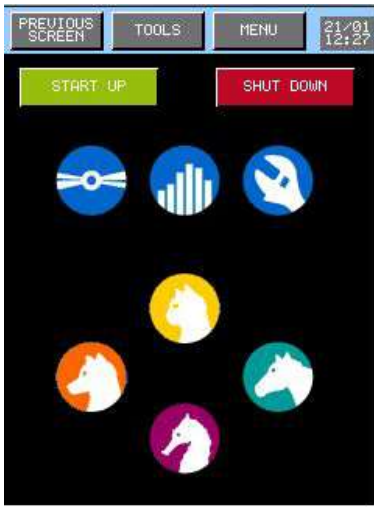 PREVIOUS
SCREEN
TOOLS
MENU
21/01
12:27
START UP
SHUT DOWN